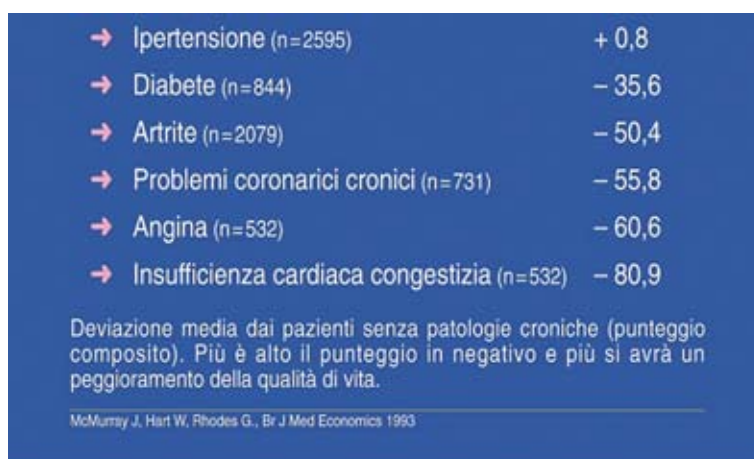 ➜ Ipertensione (n=2595) + 0,8
➜ Diabete (n=844) – 35,6
➜ Artrite (n=2079) – 50,4
➜ Problemi coronarici cronici (n=731) – 55,8
➜ Angina (n=532) – 60,6
➜ Insufficienza cardiaca congestizia (n=532) – 80,9
Deviazione media dai pazienti senza patologie croniche (punteggio
composito). Più è alto il punteggio in negativo e più si avrà un
peggioramento della qualità di vita.
McMurray J, Hart W, Rhodes G., Br J Med Economics 1993